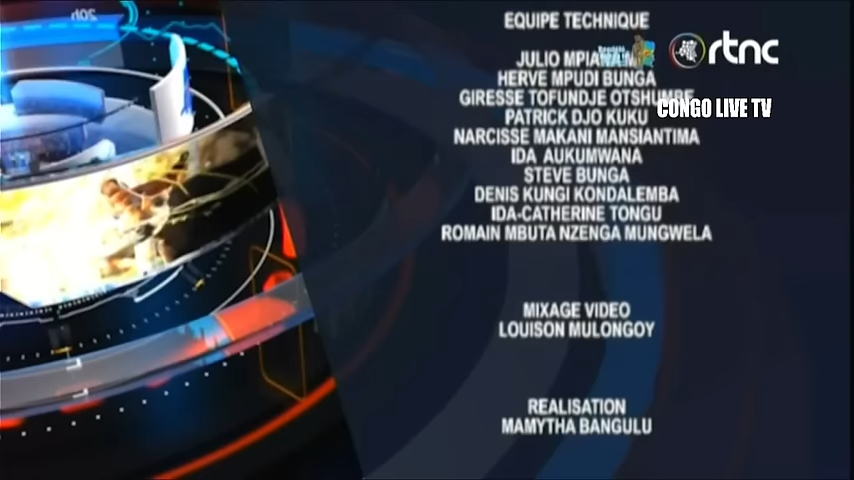 EQUIPE TECHNIQUE
JULIO MPIANA M
HERVE MPUDI BUNGA
GIRESSE TOFUNDJE OTSHUMBE
PATRICK DJO KUKU
NARCISSE MAKANI MANSIANTIMA
IDA AUKUMWANA
STEVE BUNGA
DENIS KUNGI KONDALEMBA
IDA-CATHERINE TONGU
ROMAIN MBUTA NZENGA MUNGWELA
MIXAGE VIDEO
LOUISON MULONGOY
REALISATION
MAMYTHA BANGULU
rtnc
CONGO LIVE TV
20h